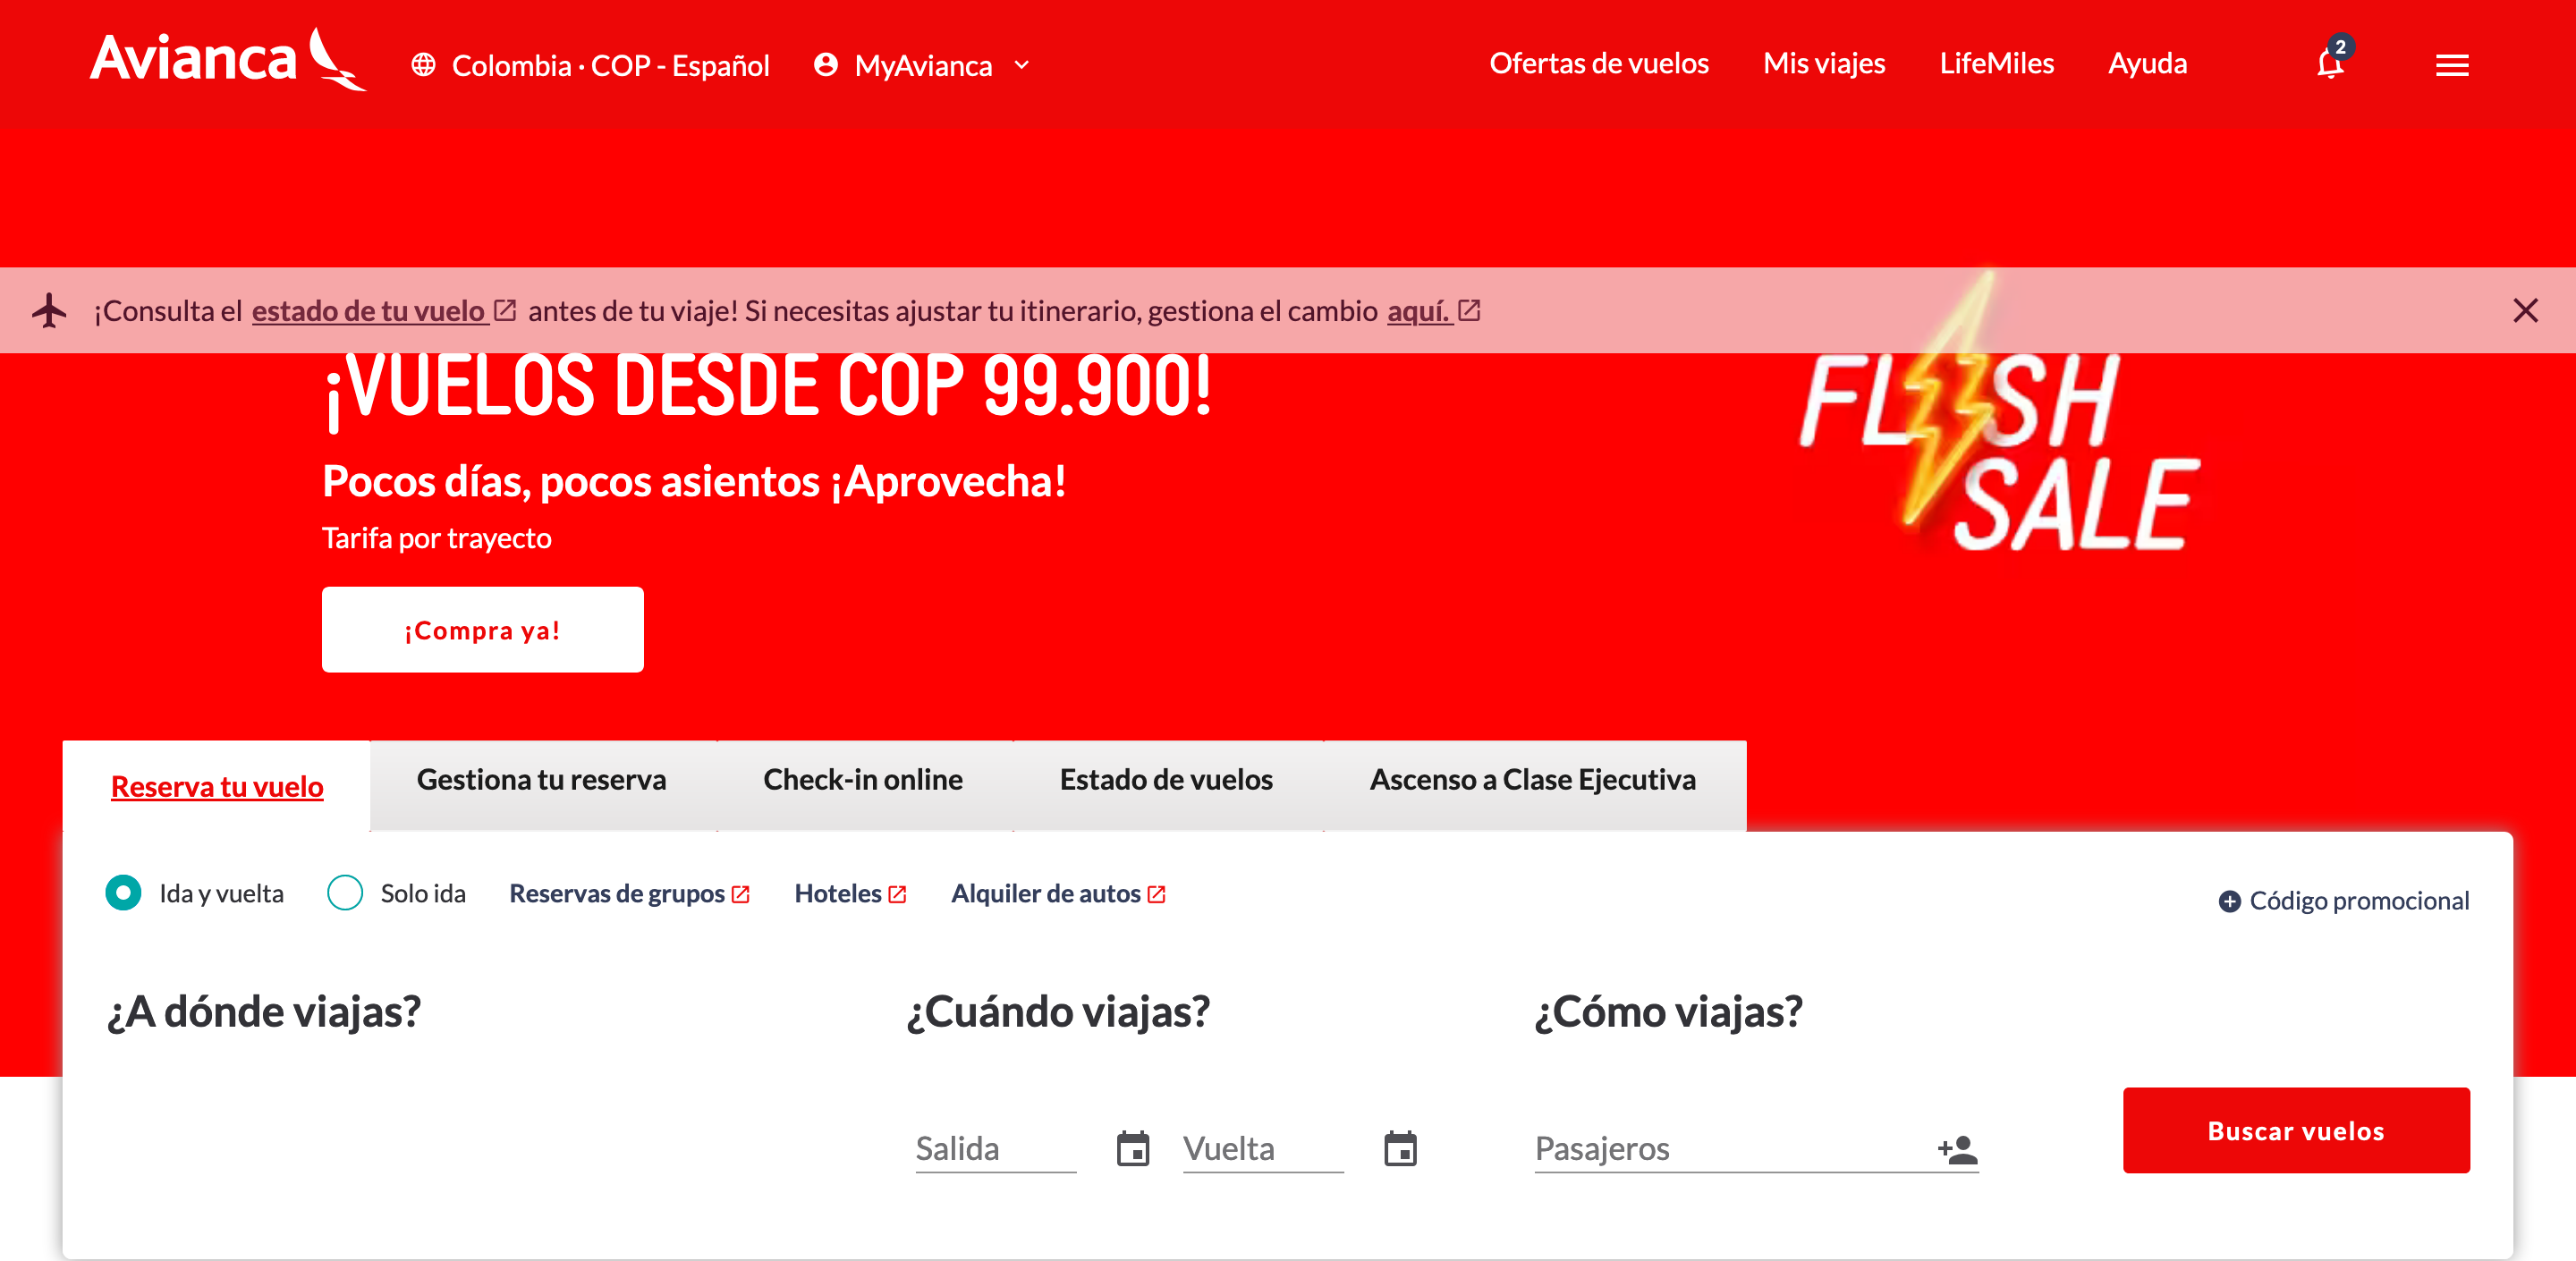 Avianca
Colombia · COP - Español
MyAvianca
Ofertas de vuelos
Mis viajes
LifeMiles
Ayuda
2
¡Consulta el estado de tu vuelo antes de tu viaje! Si necesitas ajustar tu itinerario, gestiona el cambio aquí.
¡VUELOS DESDE COP 99.900!
Pocos días, pocos asientos ¡Aprovecha!
Tarifa por trayecto
¡Compra ya!
FLASH
SALE
Reserva tu vuelo
Gestiona tu reserva
Check-in online
Estado de vuelos
Ascenso a Clase Ejecutiva
Ida y vuelta
Solo ida
Reservas de grupos
Hoteles
Alquiler de autos
Código promocional
¿A dónde viajas?
¿Cuándo viajas?
¿Cómo viajas?
Salida
Vuelta
Pasajeros
Buscar vuelos